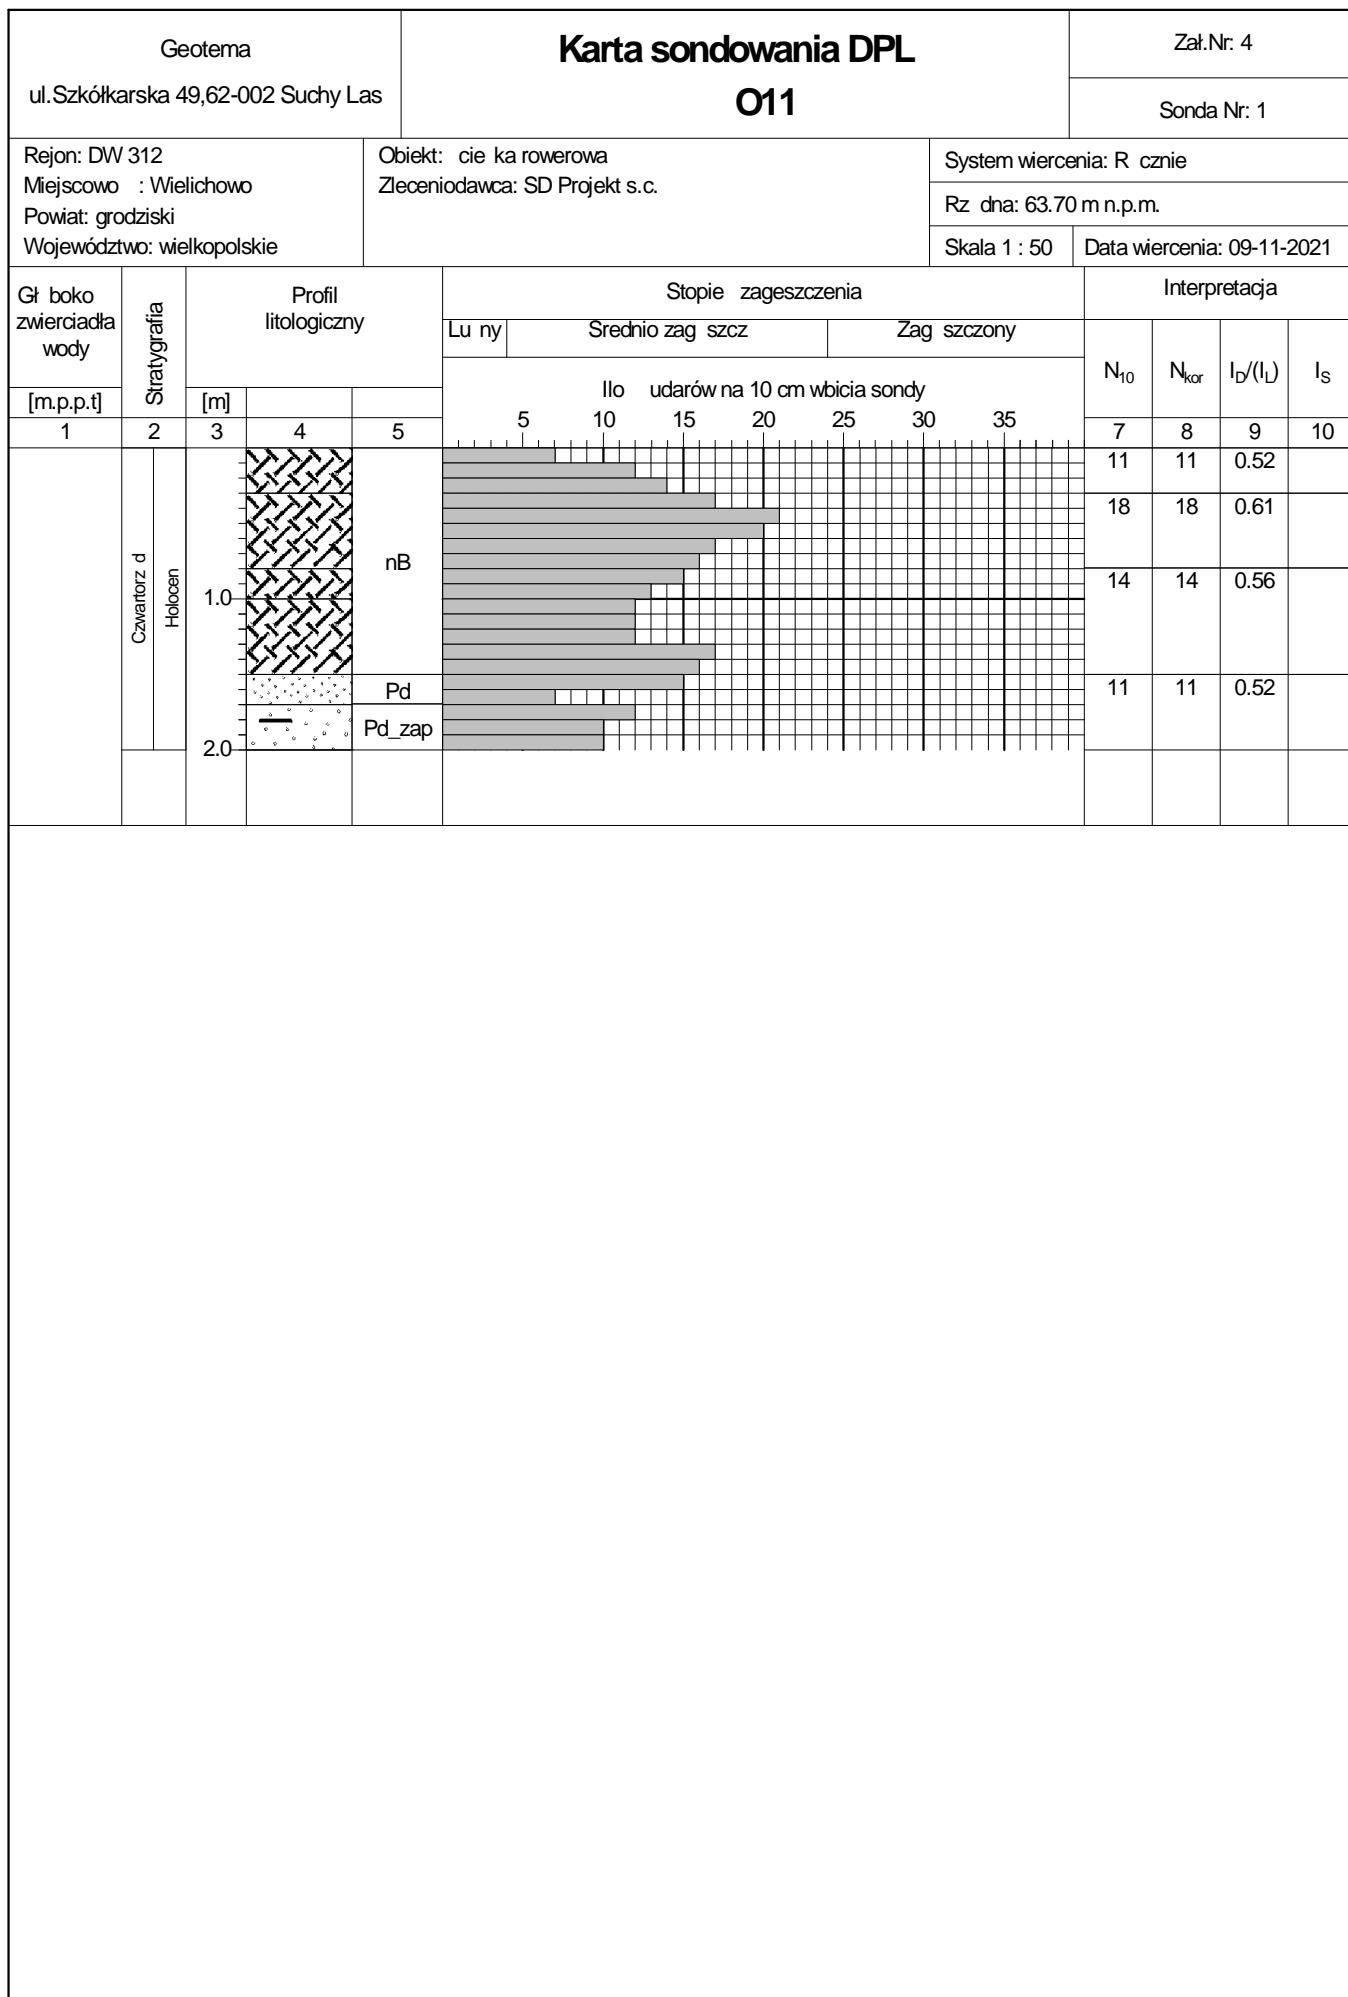 Geotema
ul.Szkółkarska 49,62-002 Suchy Las
Karta sondowania DPL
O11
Zał.Nr: 4
Sonda Nr: 1
Rejon: DW 312
Miejscowo : Wielichowo
Powiat: grodziski
Województwo: wielkopolskie
Obiekt: cie ka rowerowa
Zleceniodawca: SD Projekt s.c.
System wiercenia: R cznie
Rz dna: 63.70 m n.p.m.
Skala 1 : 50 Data wiercenia: 09-11-2021
Gł boko
zwierciadła
wody
[m.p.p.t]
Stratygrafia
Profil
litologiczny
[m]
Stopie zageszczenia
Lu ny Srednio zag szcz Zag szczony
Ilo udarów na 10 cm wbicia sondy
5 10 15 20 25 30 35
Interpretacja
N10 Nkor ID/(IL) IS
1 2 3 4 5 7 8 9 10
Czwartorz d
Holocen
1.0
2.0
nB
Pd
Pd_zap
11 11 0.52
18 18 0.61
14 14 0.56
11 11 0.52